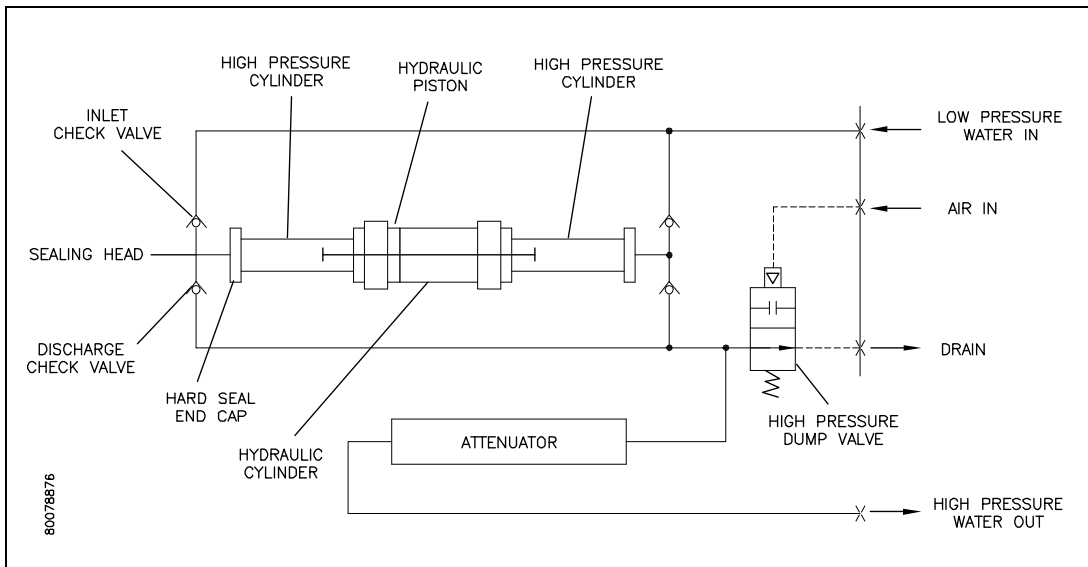 HIGH PRESSURE
CYLINDER
HYDRAULIC
PISTON
HIGH PRESSURE
CYLINDER
INLET
CHECK VALVE
LOW PRESSURE
WATER IN
AIR IN
SEALING HEAD
DISCHARGE
CHECK VALVE
DRAIN
HARD SEAL
END CAP
HIGH PRESSURE
DUMP VALVE
HYDRAULIC
CYLINDER
ATTENUATOR
HIGH PRESSURE
WATER OUT
80078876